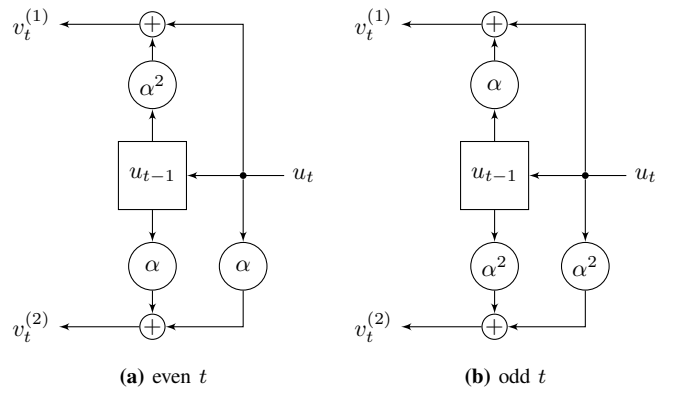 v_t^{(1)} + v_t^{(1)} +
α^2 α
u_{t−1} u_t u_{t−1} u_t
α α α^2 α^2
v_t^{(2)} + v_t^{(2)} +
(a) even t (b) odd t